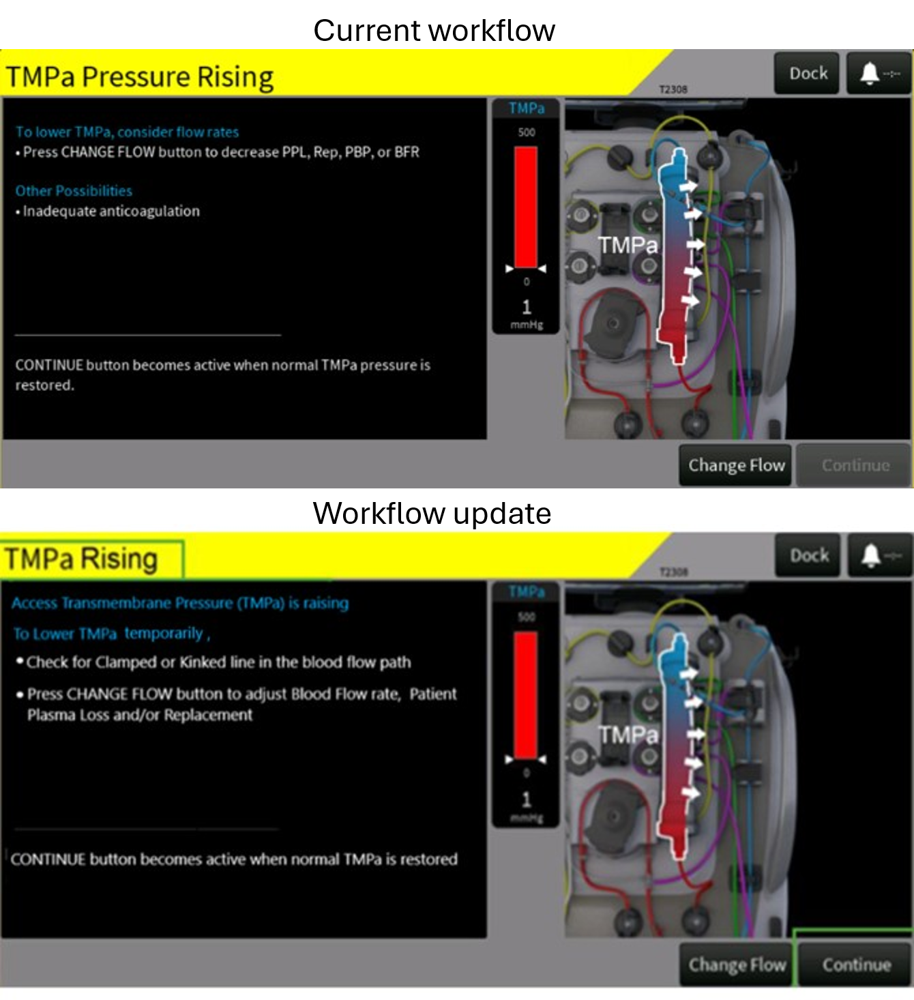 Current workflow
TMPa Pressure Rising
T2308
Dock
--:--
To lower TMPa, consider flow rates
• Press CHANGE FLOW button to decrease PPL, Rep, PBP, or BFR
Other Possibilities
• Inadequate anticoagulation
CONTINUE button becomes active when normal TMPa pressure is
restored.
TMPa
500
0
1
mmHg
TMPa
Change Flow
Continue
Workflow update
TMPa Rising
T2308
Dock
--:--
Access Transmembrane Pressure (TMPa) is raising
To Lower TMPa temporarily ,
• Check for Clamped or Kinked line in the blood flow path
• Press CHANGE FLOW button to adjust Blood Flow rate, Patient
Plasma Loss and/or Replacement
CONTINUE button becomes active when normal TMPa is restored
TMPa
500
0
1
mmHg
TMPa
Change Flow
Continue